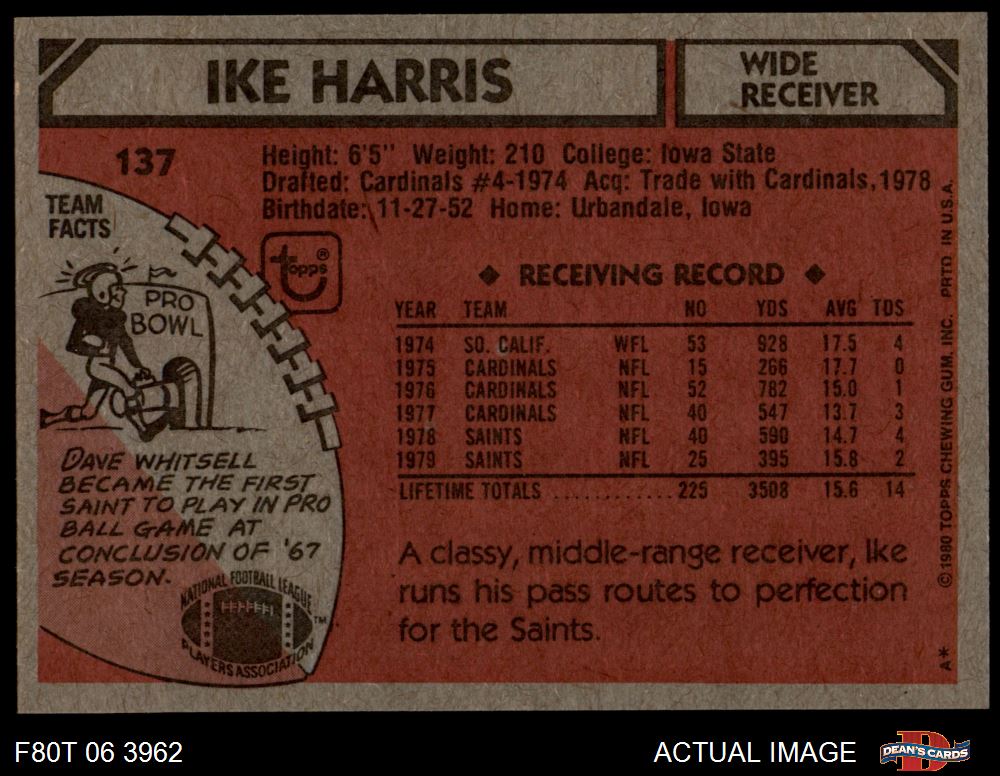 IKE HARRIS
WIDE
RECEIVER
137
Height: 6'5" Weight: 210 College: Iowa State
Drafted: Cardinals #4-1974 Acq: Trade with Cardinals, 1978
Birthdate: 11-27-52 Home: Urbandale, Iowa
TEAM
FACTS
PRO
BOWL
topps®
DAVE WHITSELL
BECAME THE FIRST
SAINT TO PLAY IN PRO
BALL GAME AT
CONCLUSION OF '67
SEASON.
NATIONAL FOOTBALL LEAGUE
PLAYERS ASSOCIATION
TM
◆ RECEIVING RECORD ◆
YEAR TEAM NO YDS AVG TDS
1974 SO. CALIF. WFL 53 928 17.5 4
1975 CARDINALS NFL 15 266 17.7 0
1976 CARDINALS NFL 52 782 15.0 1
1977 CARDINALS NFL 40 547 13.7 3
1978 SAINTS NFL 40 590 14.7 4
1979 SAINTS NFL 25 395 15.8 2
LIFETIME TOTALS ............ 225 3508 15.6 14
A classy, middle-range receiver, Ike
runs his pass routes to perfection
for the Saints.
A* © 1980 TOPPS CHEWING GUM, INC. PRTD. IN U.S.A.
F80T 06 3962
ACTUAL IMAGE
D
DEAN'S CARDS